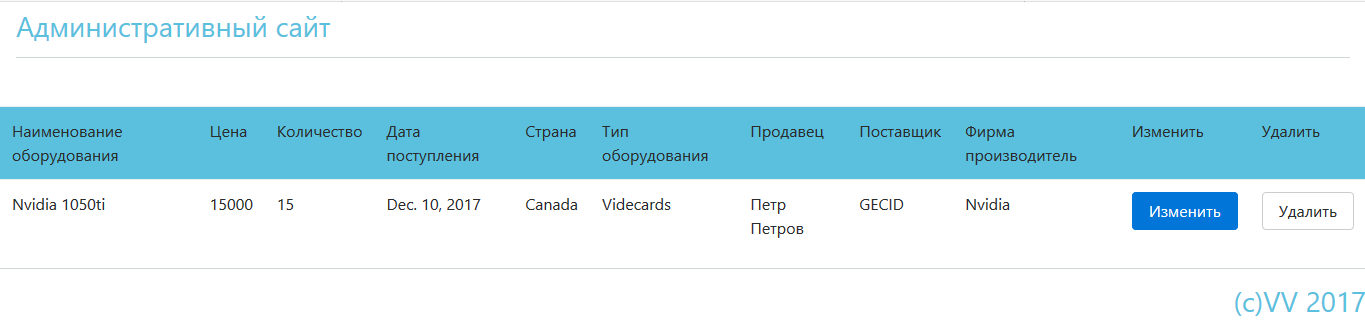 Административный сайт
Наименование оборудования Цена Количество Дата поступления Страна Тип оборудования Продавец Поставщик Фирма производитель Изменить Удалить
Nvidia 1050ti 15000 15 Dec. 10, 2017 Canada Videcards Петр Петров GECID Nvidia Изменить Удалить
(c)VV 2017